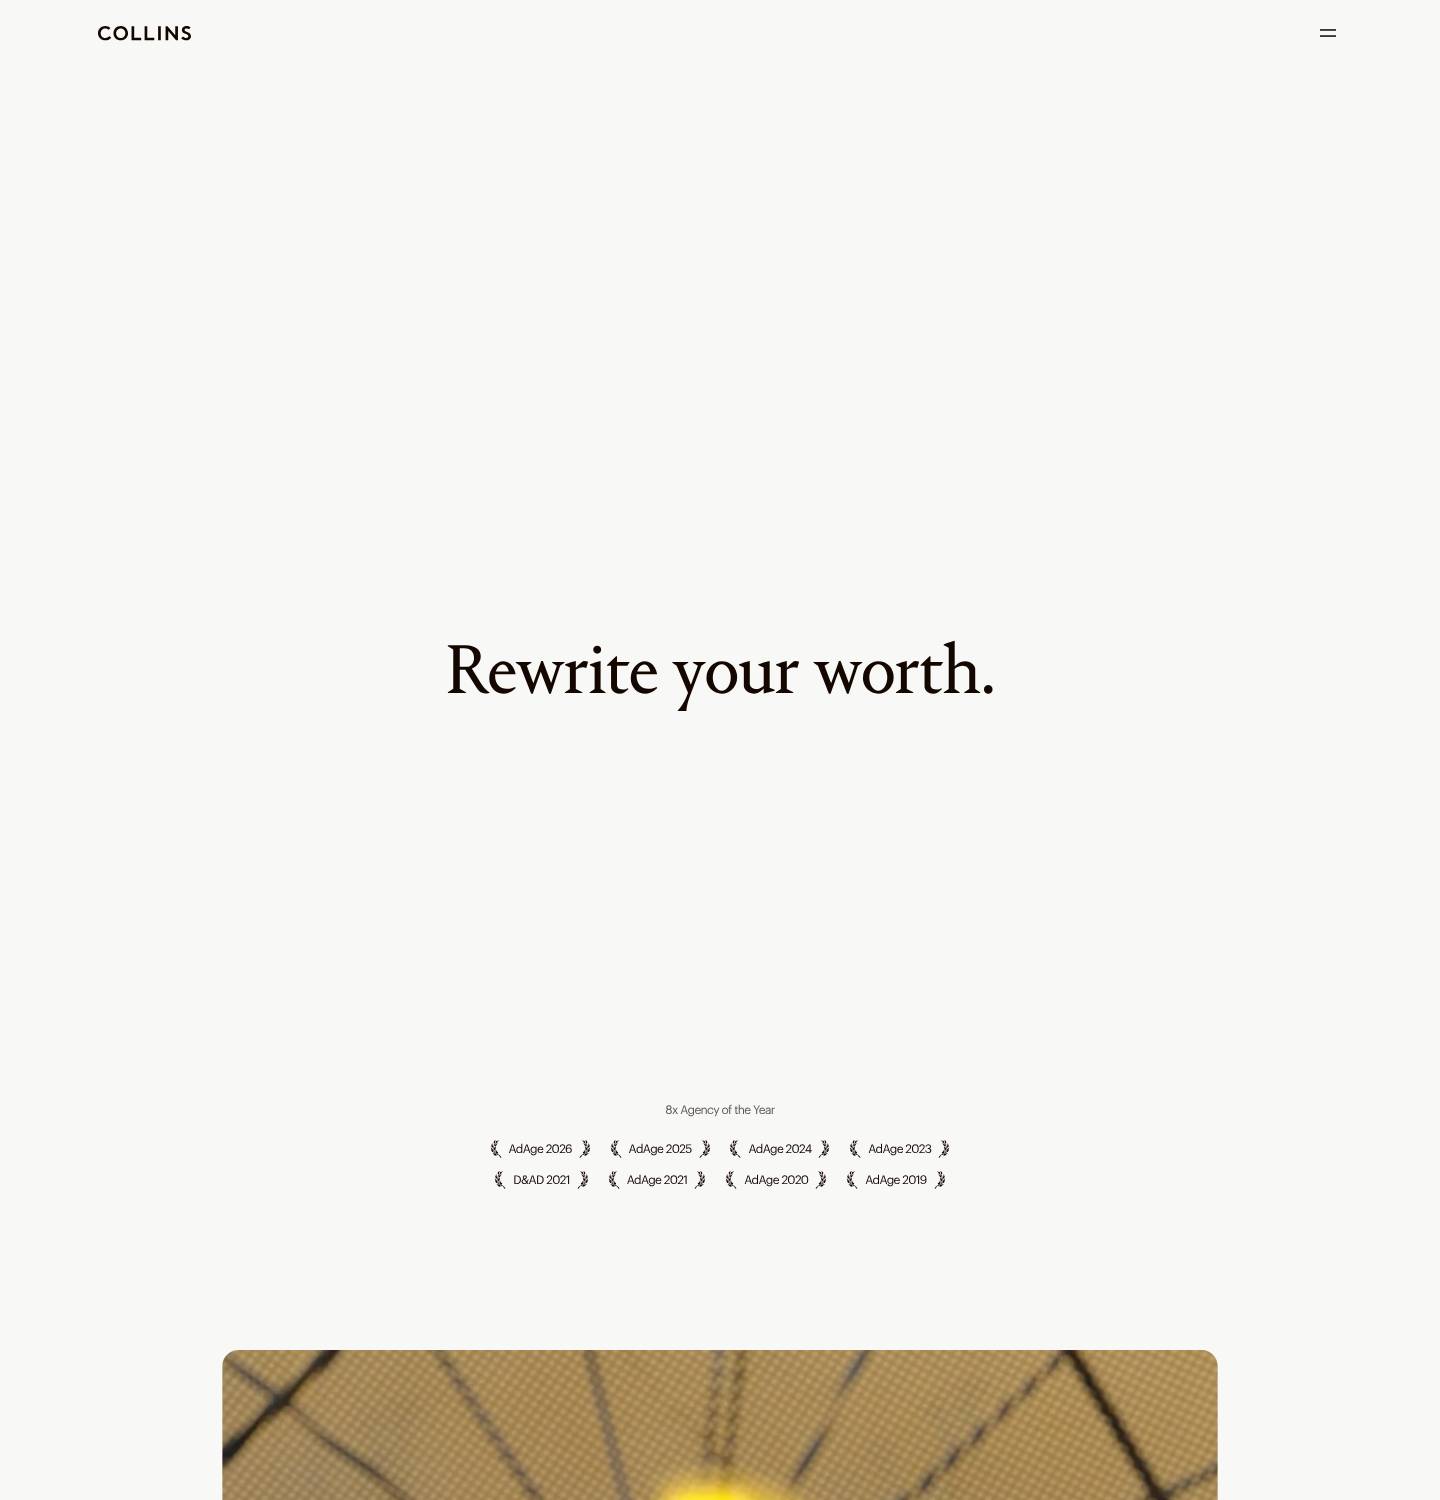 COLLINS
Rewrite your worth.
8x Agency of the Year
AdAge 2026 AdAge 2025 AdAge 2024 AdAge 2023
D&AD 2021 AdAge 2021 AdAge 2020 AdAge 2019